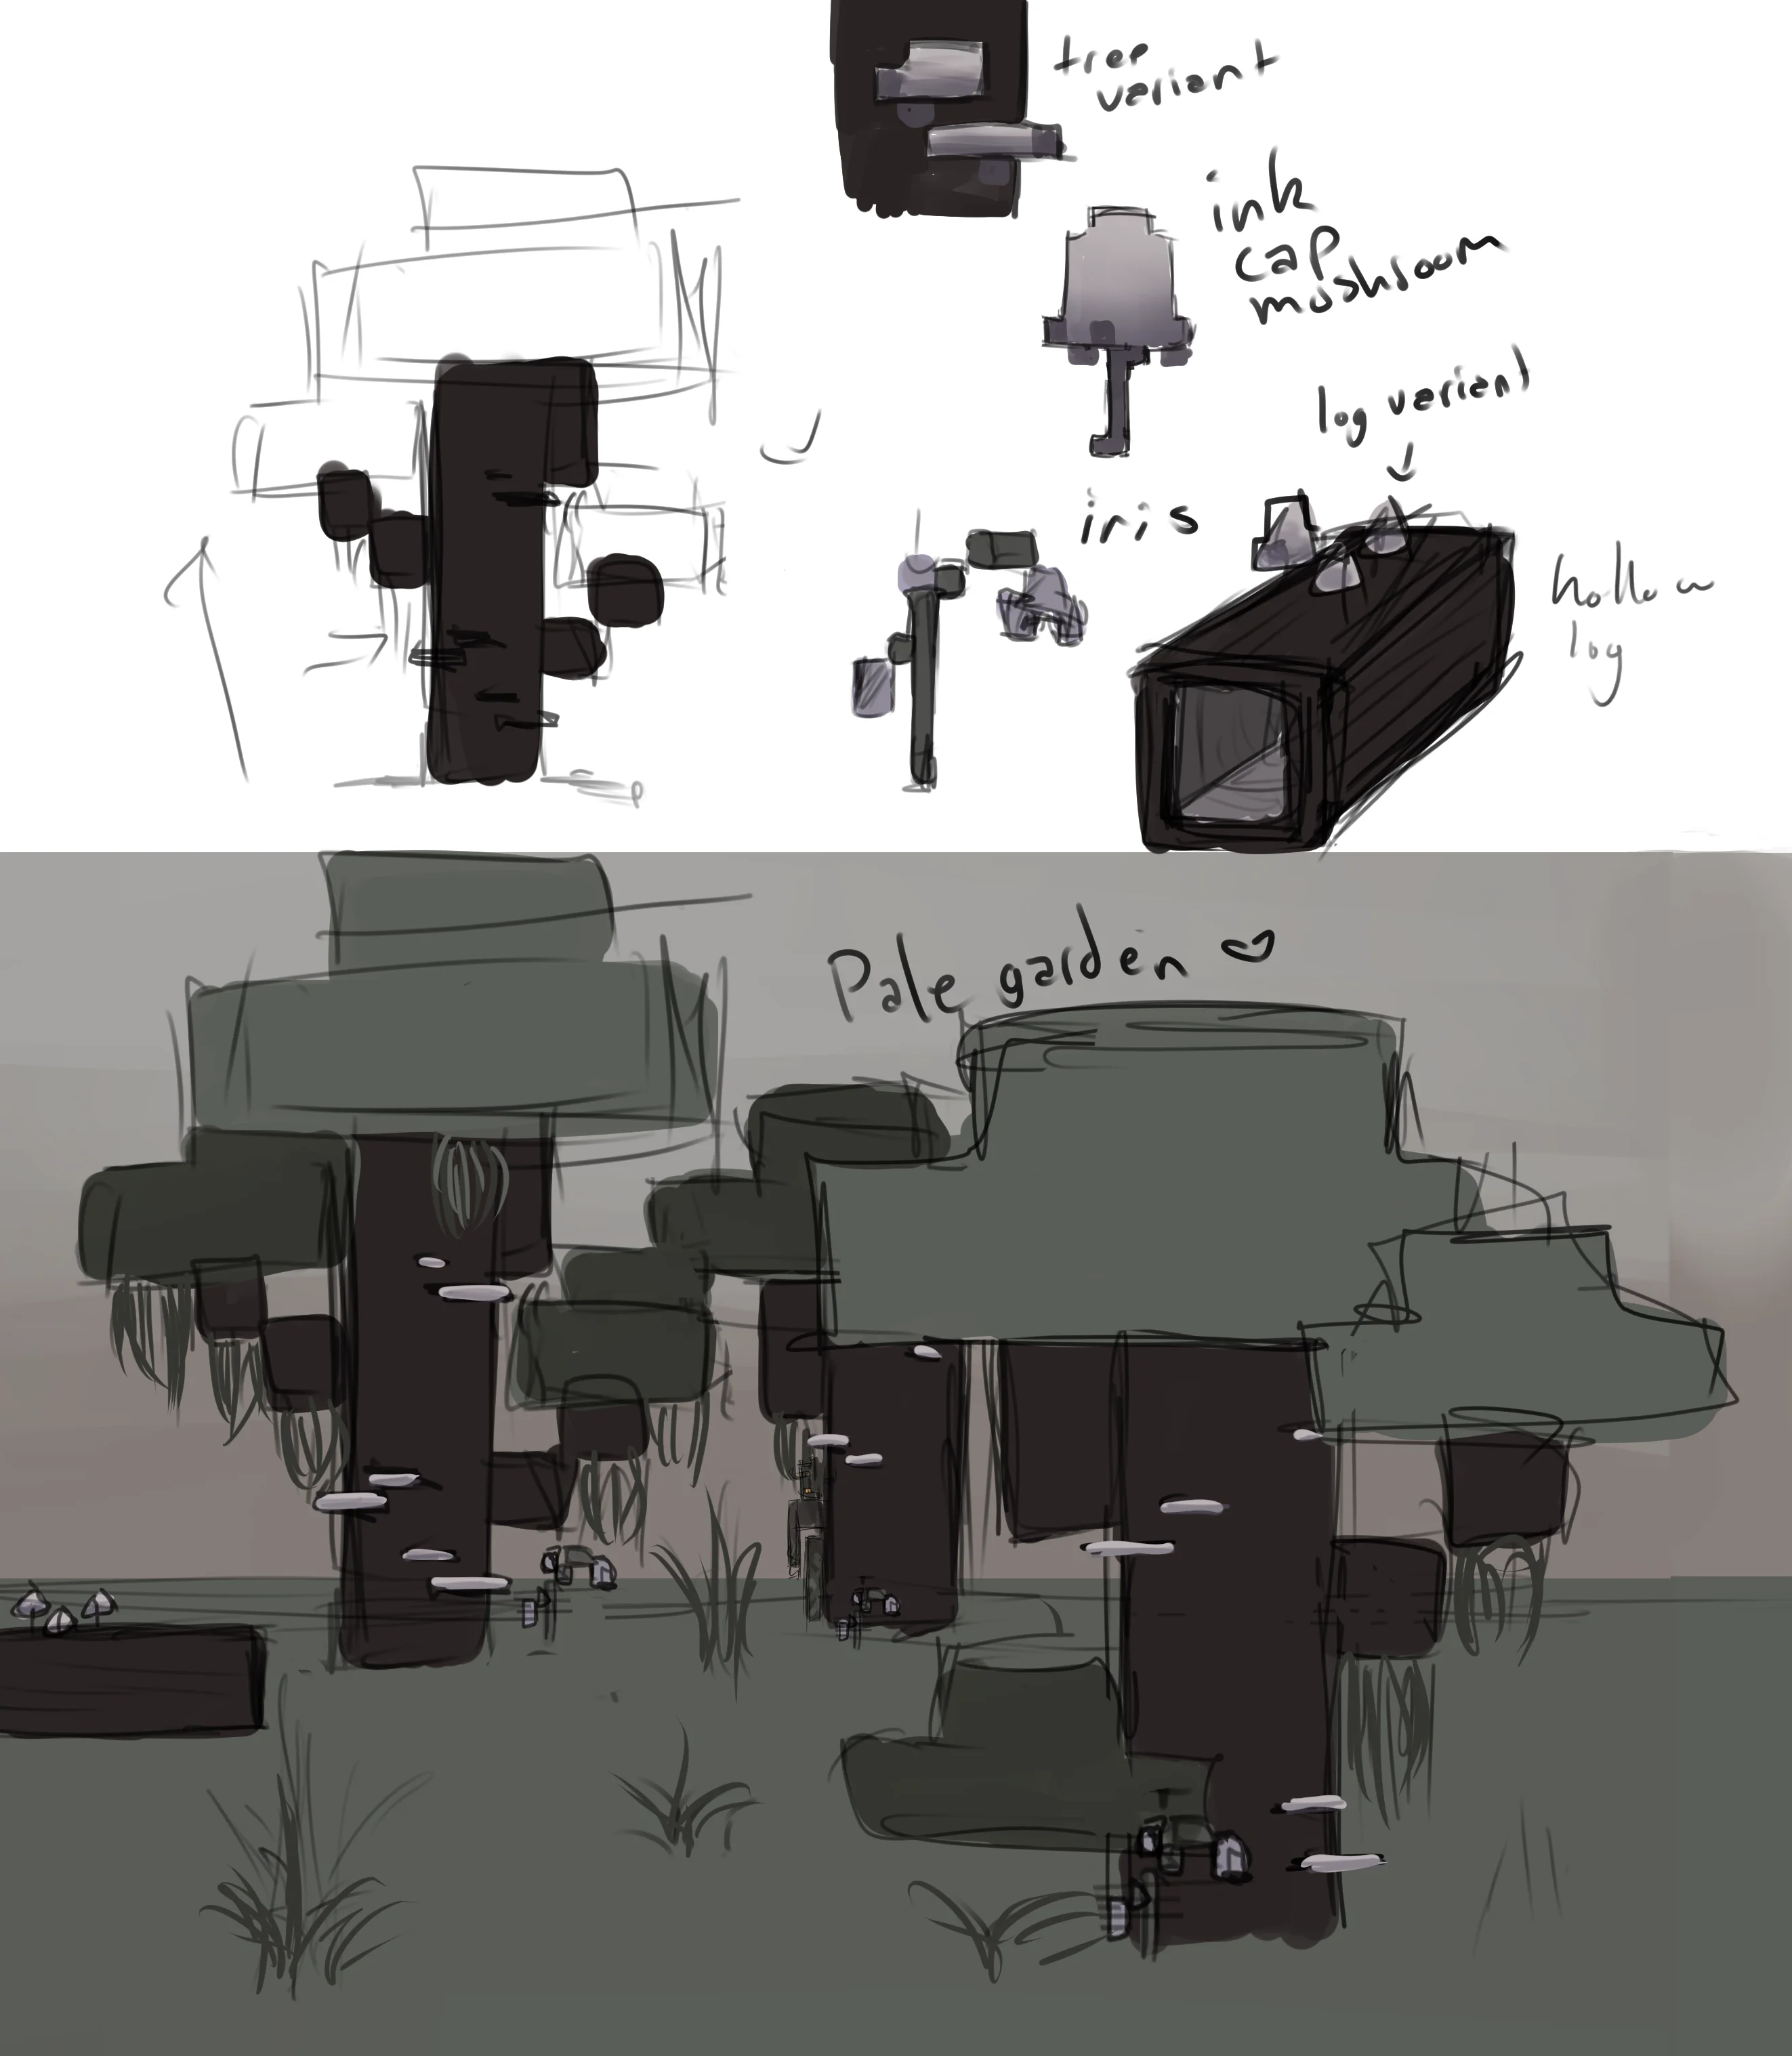 tree
variant
ink
cap
mushroom
log variant
iris
hollow
log
Pale garden